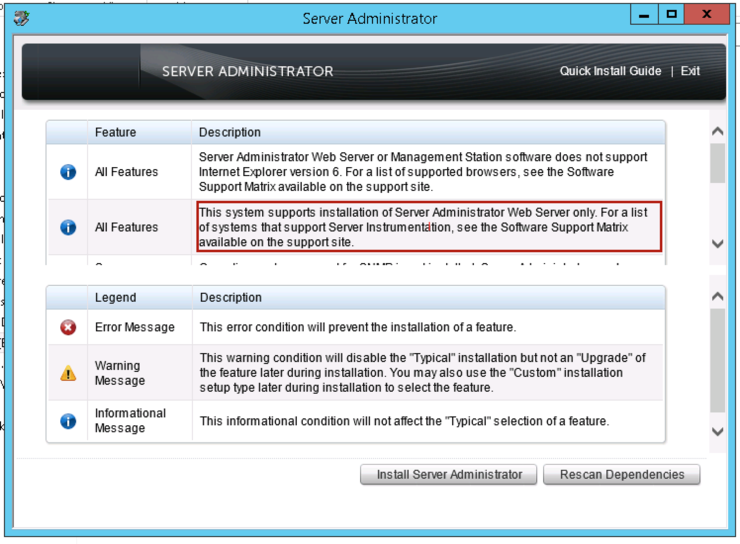 Server Administrator
SERVER ADMINISTRATOR
Quick Install Guide | Exit
Feature Description
All Features
Server Administrator Web Server or Management Station software does not support
Internet Explorer version 6. For a list of supported browsers, see the Software
Support Matrix available on the support site.
All Features
This system supports installation of Server Administrator Web Server only. For a list
of systems that support Server Instrumentation, see the Software Support Matrix
available on the support site.
Legend Description
Error Message This error condition will prevent the installation of a feature.
Warning
Message
This warning condition will disable the "Typical" installation but not an "Upgrade" of
the feature later during installation. You may also use the "Custom" installation
setup type later during installation to select the feature.
Informational
Message
This informational condition will not affect the "Typical" selection of a feature.
Install Server Administrator Rescan Dependencies